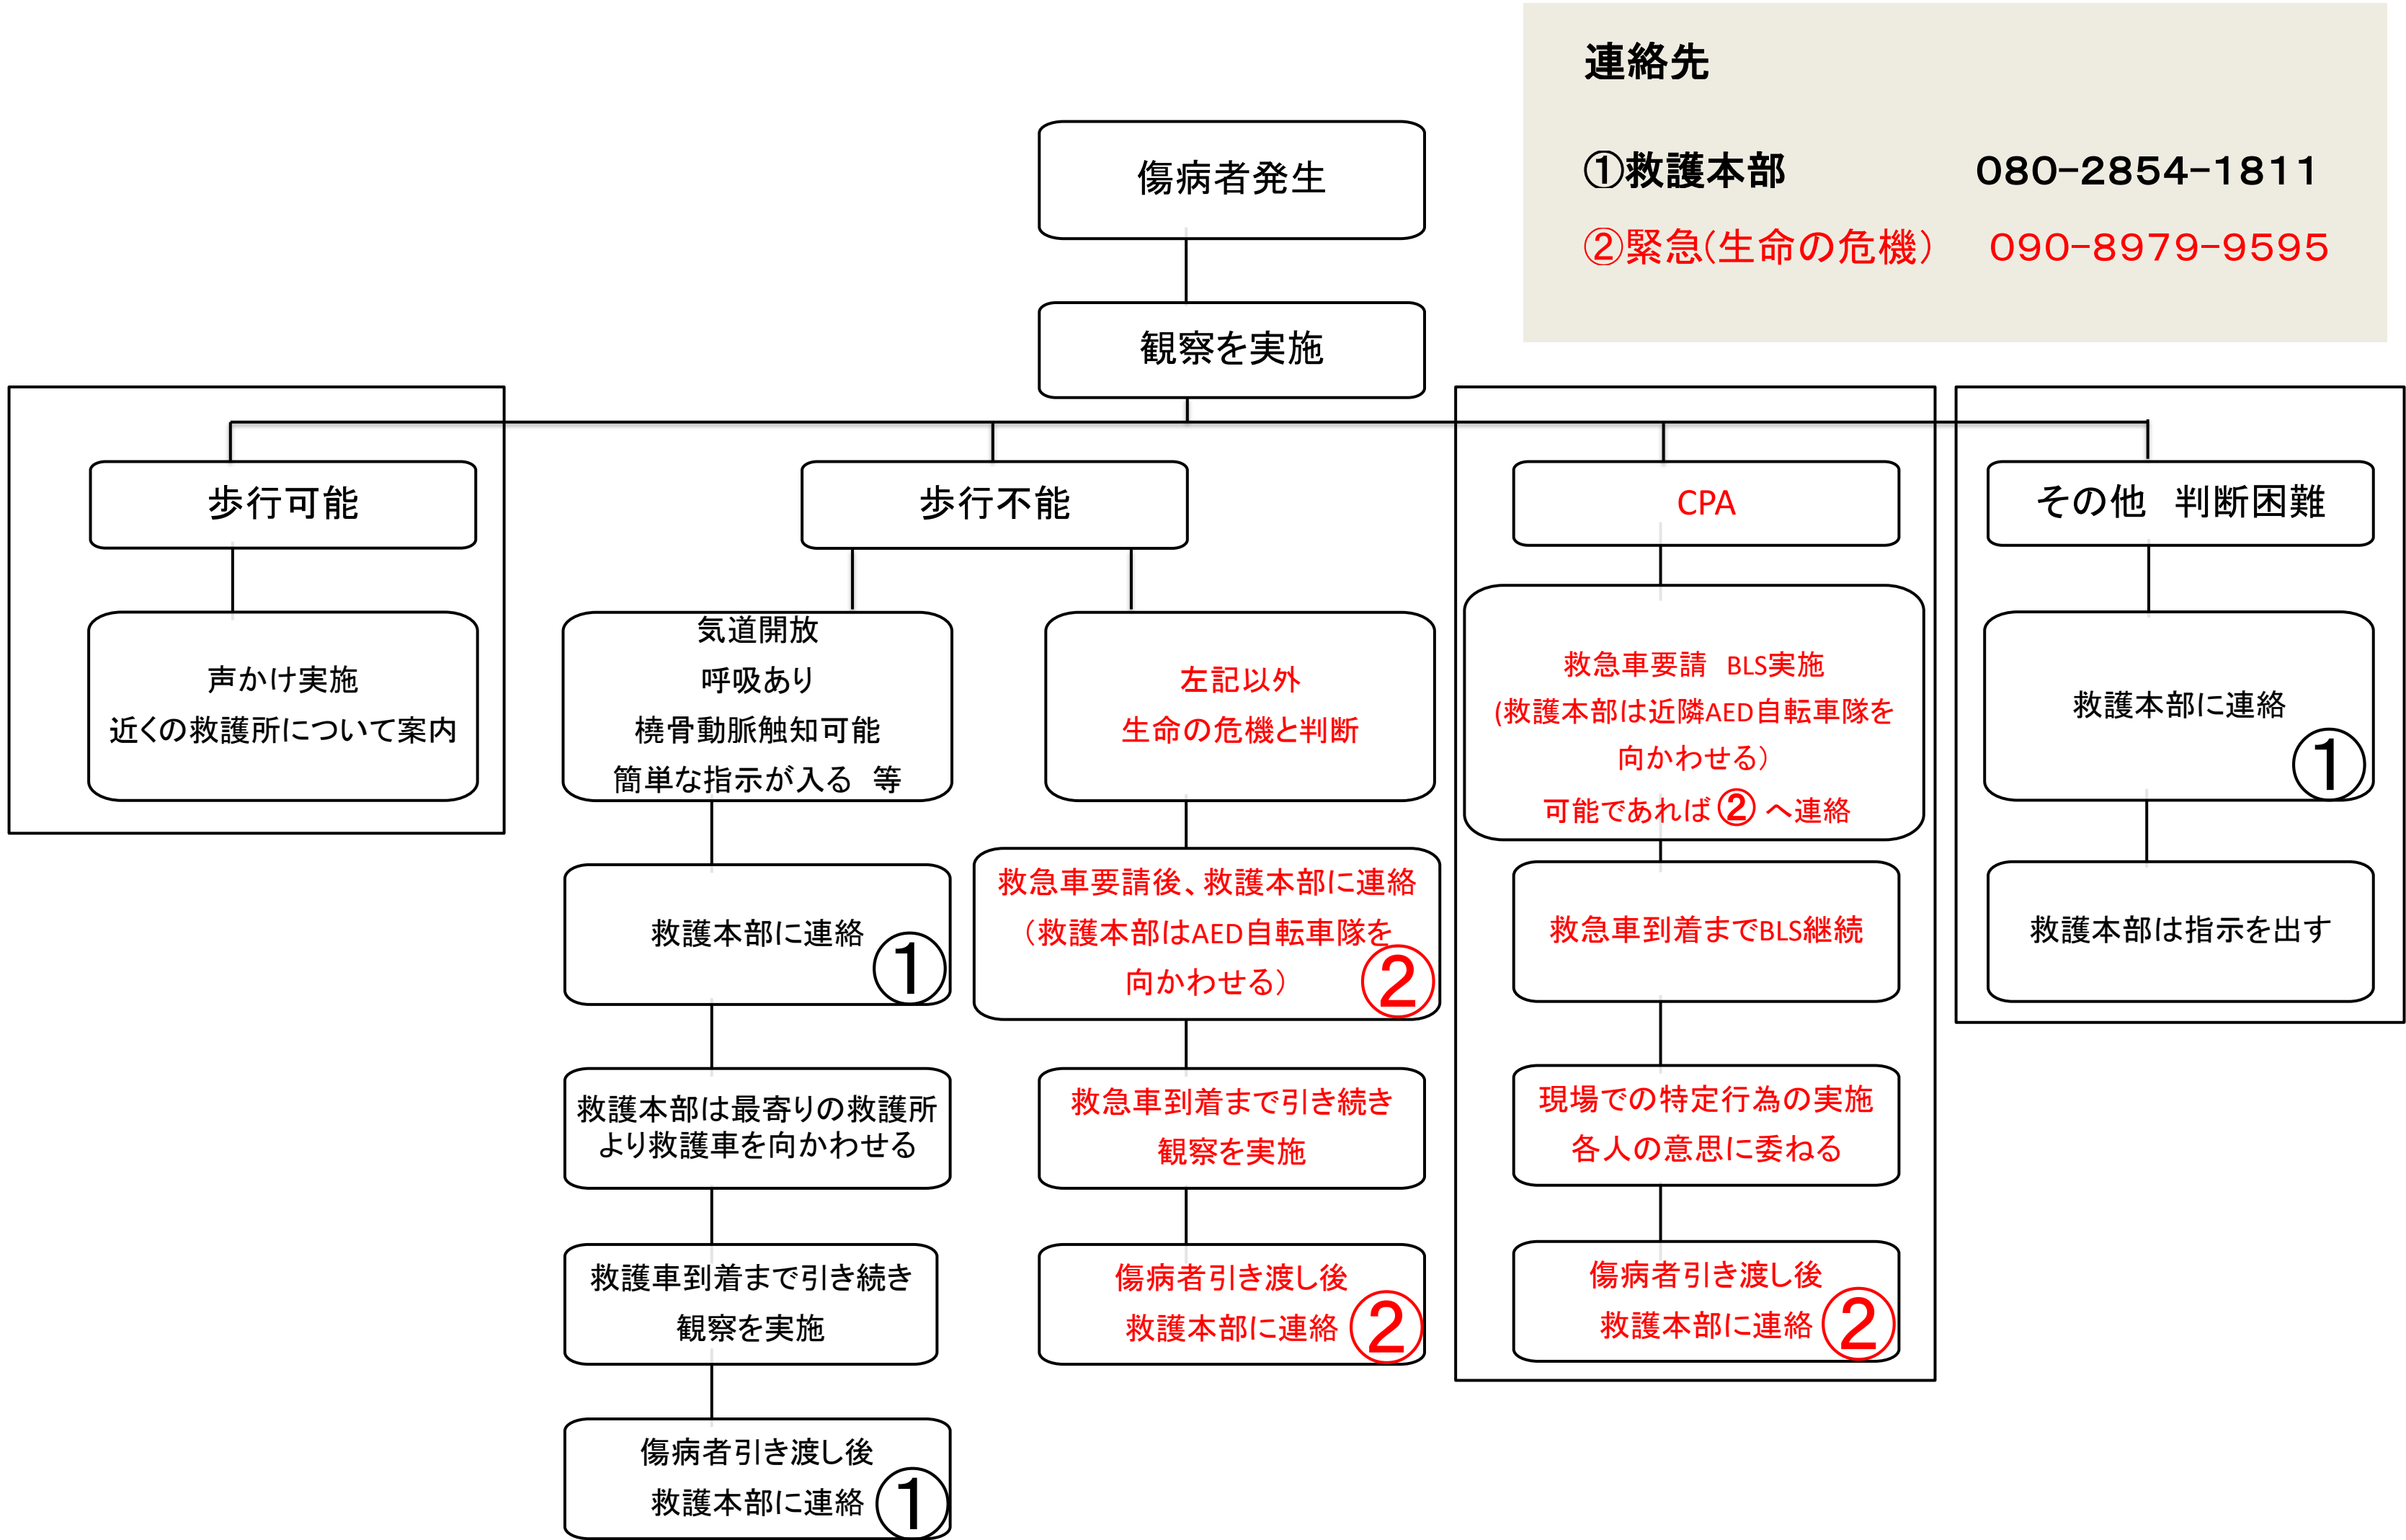 連絡先
①救護本部 080-2854-1811
②緊急(生命の危機） 090-8979-9595
傷病者発生
観察を実施
歩行可能
声かけ実施
近くの救護所について案内
歩行不能
気道開放
呼吸あり
橈骨動脈触知可能
簡単な指示が入る　等
救護本部に連絡
①
救護本部は最寄りの救護所
より救護車を向かわせる
救護車到着まで引き続き
観察を実施
傷病者引き渡し後
救護本部に連絡
①
左記以外
生命の危機と判断
救急車要請後、救護本部に連絡
（救護本部はAED自転車隊を
向かわせる）
②
救急車到着まで引き続き
観察を実施
傷病者引き渡し後
救護本部に連絡
②
CPA
救急車要請　BLS実施
(救護本部は近隣AED自転車隊を
向かわせる）
可能であれば ② へ連絡
救急車到着までBLS継続
現場での特定行為の実施
各人の意思に委ねる
傷病者引き渡し後
救護本部に連絡
②
その他　判断困難
救護本部に連絡
①
救護本部は指示を出す